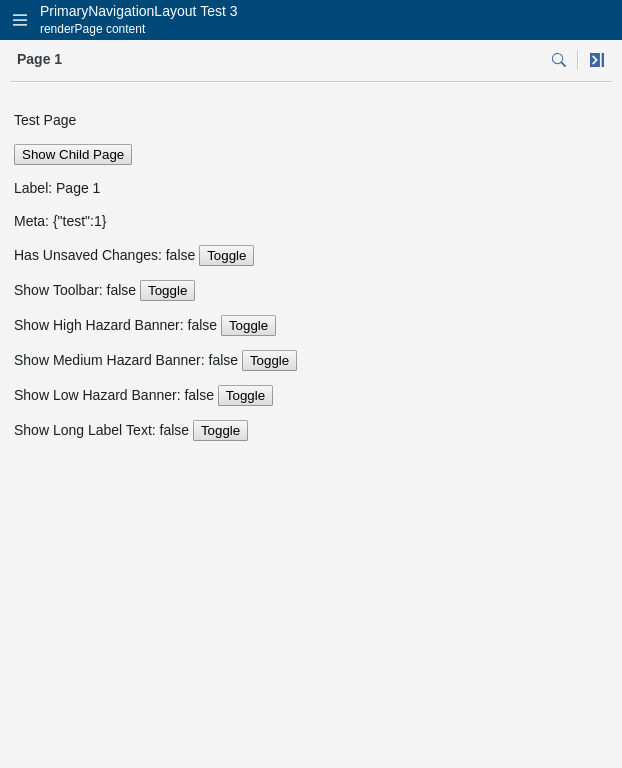 PrimaryNavigationLayout Test 3
renderPage content
Page 1
Test Page
Show Child Page
Label: Page 1
Meta: {"test":1}
Has Unsaved Changes: false Toggle
Show Toolbar: false Toggle
Show High Hazard Banner: false Toggle
Show Medium Hazard Banner: false Toggle
Show Low Hazard Banner: false Toggle
Show Long Label Text: false Toggle